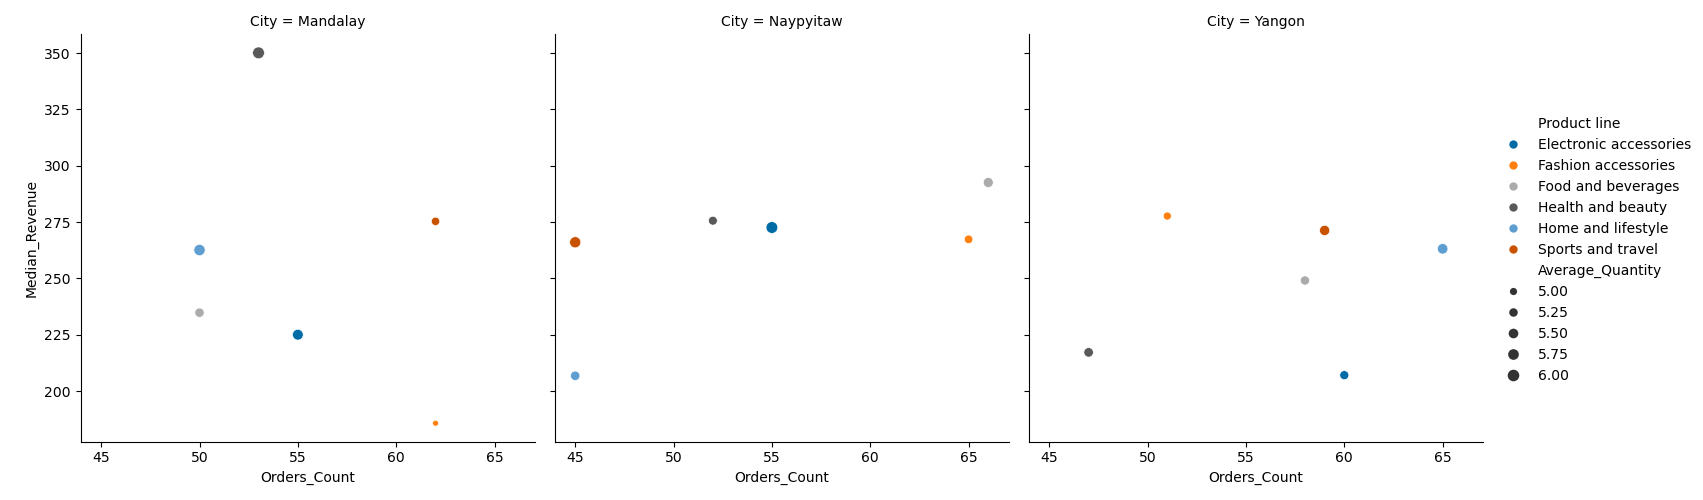 City = Mandalay
City = Naypyitaw
City = Yangon
350
325
300
275
250
225
200
Median_Revenue
45 50 55 60 65
45 50 55 60 65
45 50 55 60 65
Orders_Count
Orders_Count
Orders_Count
Product line
Electronic accessories
Fashion accessories
Food and beverages
Health and beauty
Home and lifestyle
Sports and travel
Average_Quantity
5.00
5.25
5.50
5.75
6.00